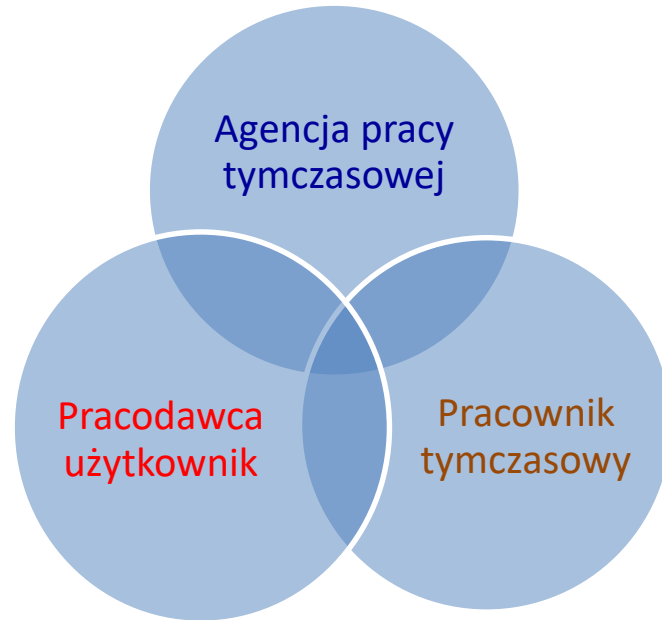 Agencja pracy
tymczasowej
Pracodawca
użytkownik
Pracownik
tymczasowy